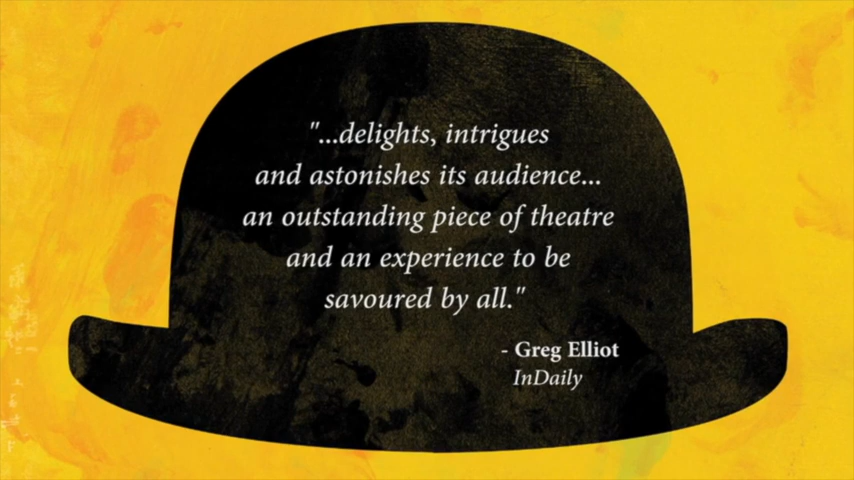 "...delights, intrigues
and astonishes its audience...
an outstanding piece of theatre
and an experience to be
savoured by all."
- Greg Elliot
InDaily